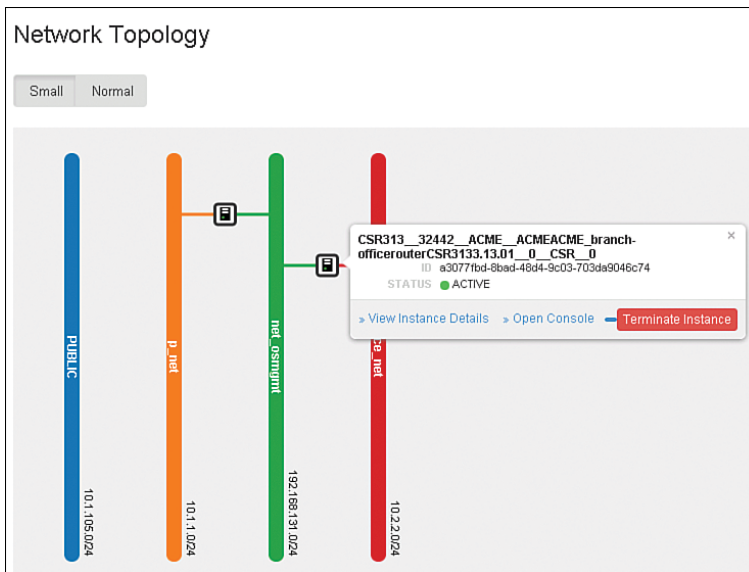 Network Topology
Small
Normal
CSR313__32442__ACME__ACMEACME_branch-
officerouterCSR3133.13.01__0__CSR__0
ID a3077fbd-8bad-48d4-9c03-703da9046c74
STATUS ACTIVE
» View Instance Details » Open Console Terminate Instance
PUBLIC
10.1.105.0/24
p_net
10.1.1.0/24
net_osmgmt
192.168.131.0/24
ce_net
10.2.2.0/24